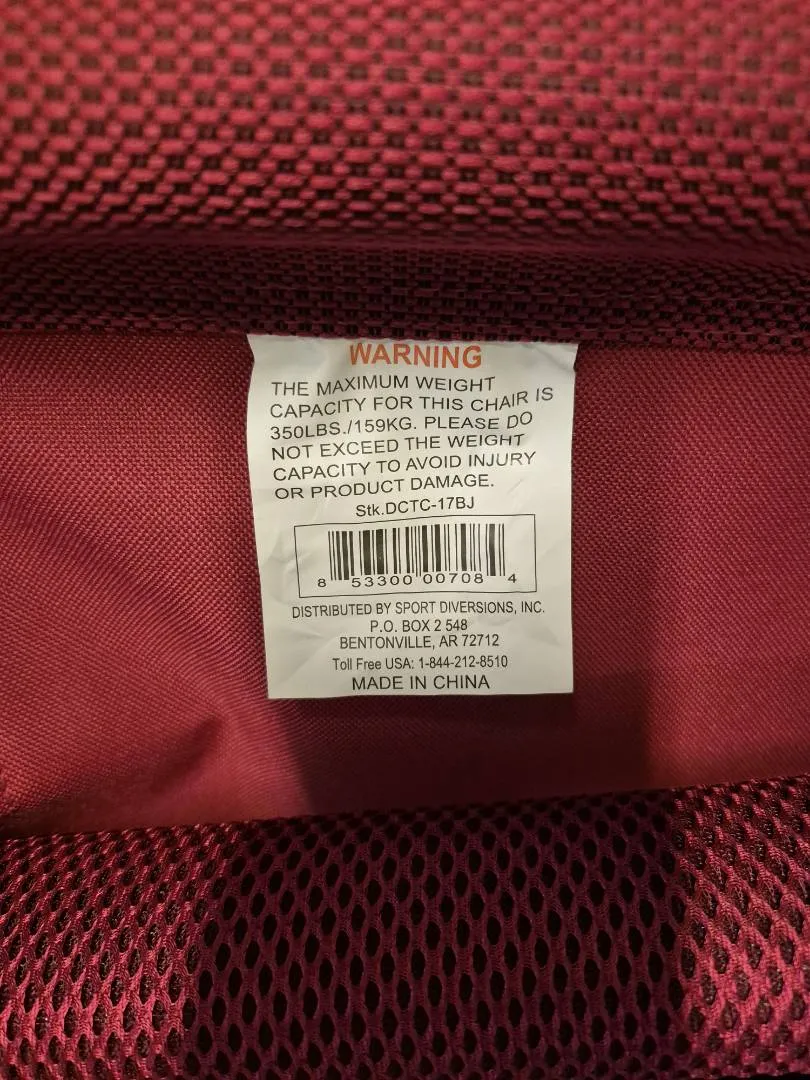 WARNING
THE MAXIMUM WEIGHT
CAPACITY FOR THIS CHAIR IS
350LBS./159KG. PLEASE DO
NOT EXCEED THE WEIGHT
CAPACITY TO AVOID INJURY
OR PRODUCT DAMAGE.
Stk.DCTC-17BJ
8 53300 00708 4
DISTRIBUTED BY SPORT DIVERSIONS, INC.
P.O. BOX 2 548
BENTONVILLE, AR 72712
Toll Free USA: 1-844-212-8510
MADE IN CHINA